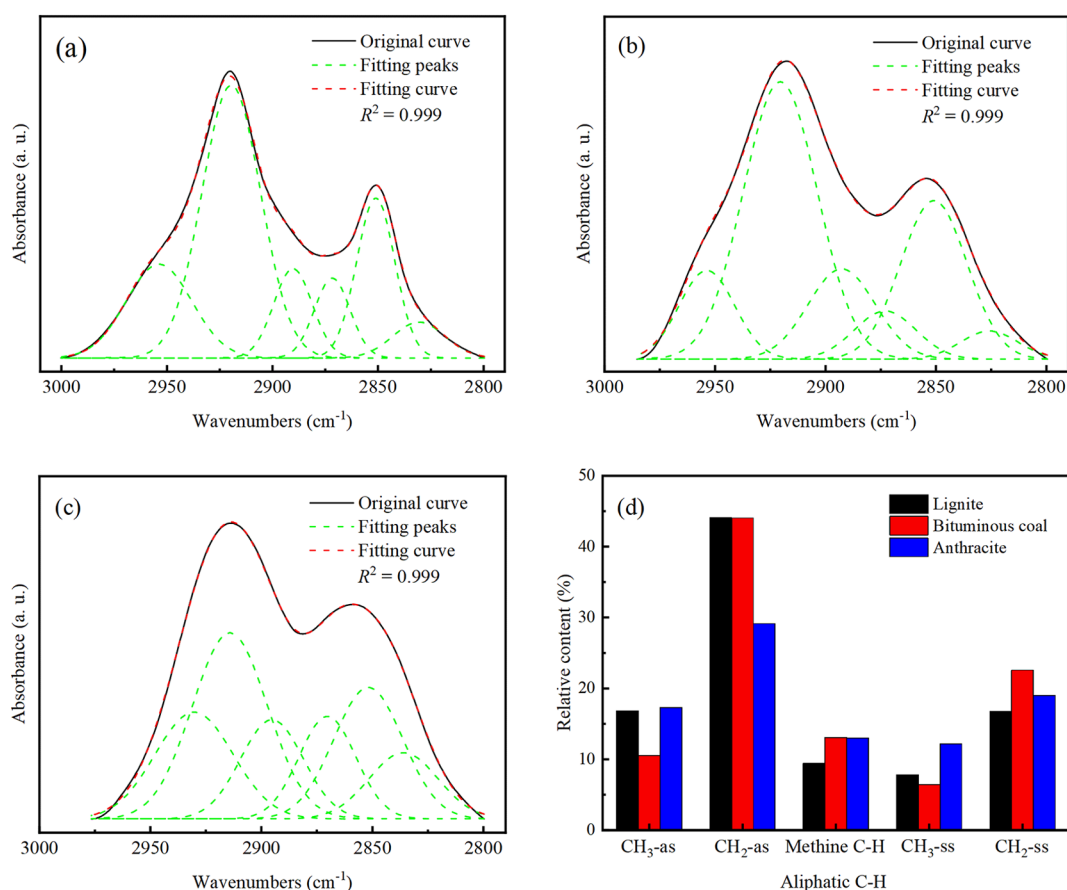 (a)
Original curve
Fitting peaks
Fitting curve
R² = 0.999
Absorbance (a. u.)
3000 2950 2900 2850 2800
Wavenumbers (cm⁻¹)
(b)
Original curve
Fitting peaks
Fitting curve
R² = 0.999
Absorbance (a. u.)
3000 2950 2900 2850 2800
Wavenumbers (cm⁻¹)
(c)
Original curve
Fitting peaks
Fitting curve
R² = 0.999
Absorbance (a. u.)
3000 2950 2900 2850 2800
Wavenumbers (cm⁻¹)
(d)
Lignite
Bituminous coal
Anthracite
Relative content (%)
50
40
30
20
10
0
CH₃-as CH₂-as Methine C-H CH₃-ss CH₂-ss
Aliphatic C-H